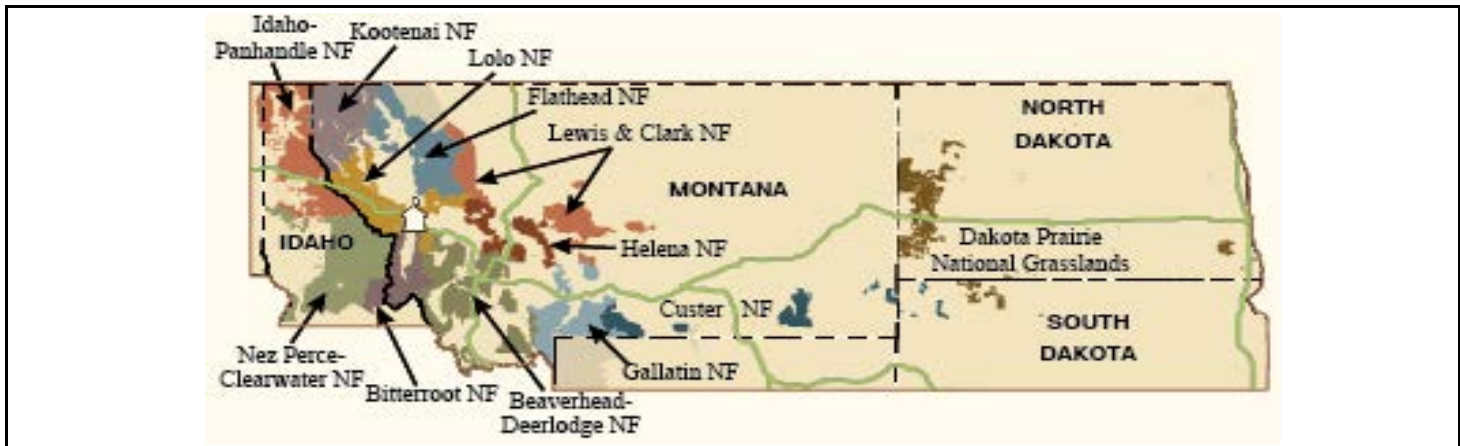 Idaho-
Panhandle NF
Kootenai NF
Lolo NF
Flathead NF
Lewis & Clark NF
NORTH
DAKOTA
MONTANA
IDAHO
Helena NF
Dakota Prairie
National Grasslands
Custer NF
SOUTH
DAKOTA
Nez Perce-
Clearwater NF
Bitterroot NF
Beaverhead-
Deerlodge NF
Gallatin NF